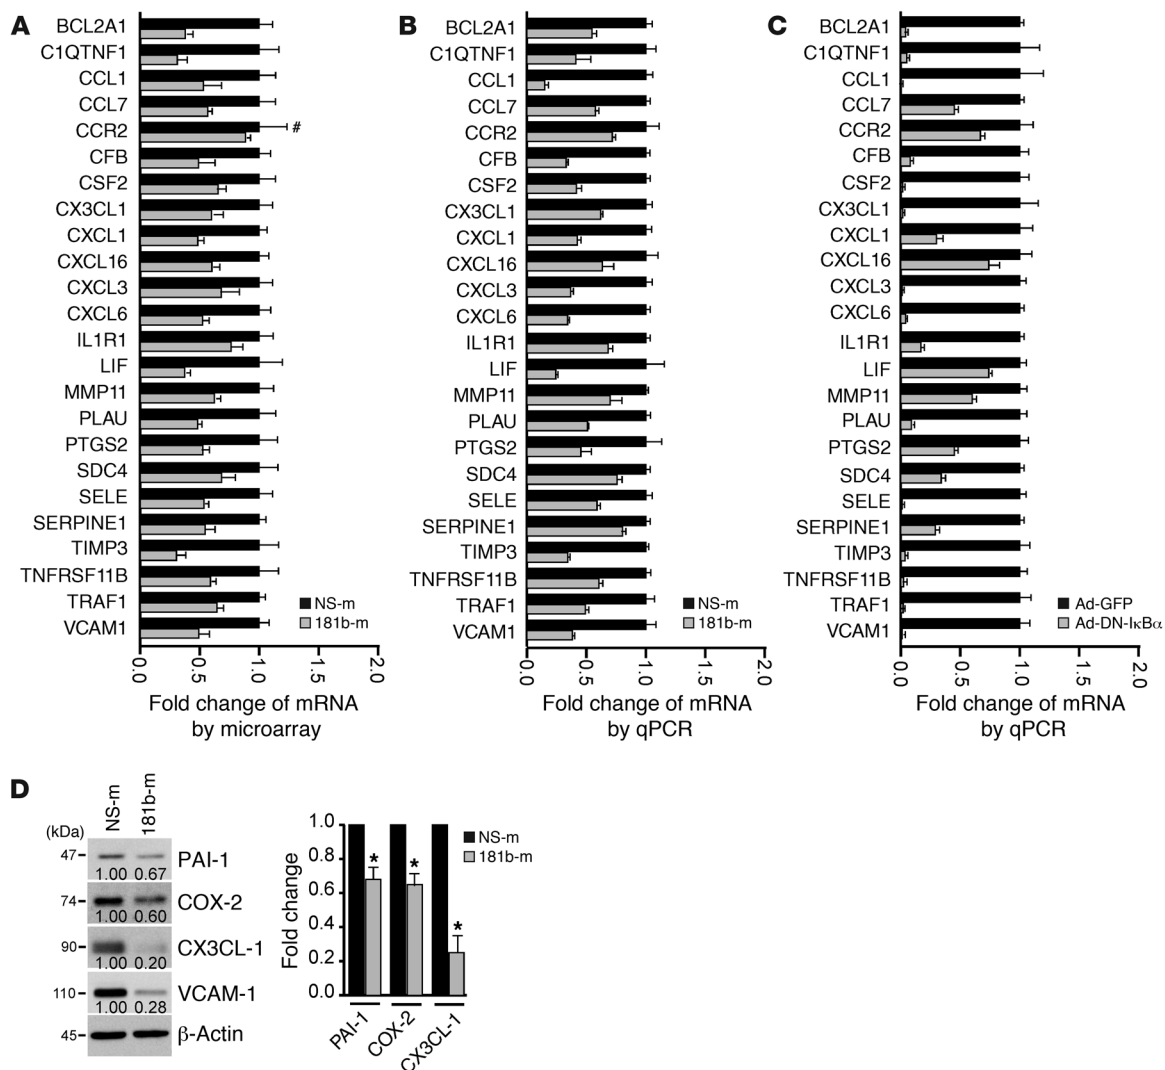 A
BCL2A1
C1QTNF1
CCL1
CCL7
CCR2
#
CFB
CSF2
CX3CL1
CXCL1
CXCL16
CXCL3
CXCL6
IL1R1
LIF
MMP11
PLAU
PTGS2
SDC4
SELE
SERPINE1
TIMP3
TNFRSF11B
TRAF1
VCAM1
NS-m
181b-m
0.0
0.5
1.0
1.5
2.0
Fold change of mRNA
by microarray
B
BCL2A1
C1QTNF1
CCL1
CCL7
CCR2
CFB
CSF2
CX3CL1
CXCL1
CXCL16
CXCL3
CXCL6
IL1R1
LIF
MMP11
PLAU
PTGS2
SDC4
SELE
SERPINE1
TIMP3
TNFRSF11B
TRAF1
VCAM1
NS-m
181b-m
0.0
0.5
1.0
1.5
2.0
Fold change of mRNA
by qPCR
C
BCL2A1
C1QTNF1
CCL1
CCL7
CCR2
CFB
CSF2
CX3CL1
CXCL1
CXCL16
CXCL3
CXCL6
IL1R1
LIF
MMP11
PLAU
PTGS2
SDC4
SELE
SERPINE1
TIMP3
TNFRSF11B
TRAF1
VCAM1
Ad-GFP
Ad-DN-IκBα
0.0
0.5
1.0
1.5
2.0
Fold change of mRNA
by qPCR
D
NS-m
181b-m
(kDa)
47
1.00 0.67
PAI-1
74
1.00 0.60
COX-2
90
1.00 0.20
CX3CL-1
110
1.00 0.28
VCAM-1
45
β-Actin
Fold change
1.0
0.8
0.6
0.4
0.2
0.0
*
*
*
PAI-1
COX-2
CX3CL-1
NS-m
181b-m